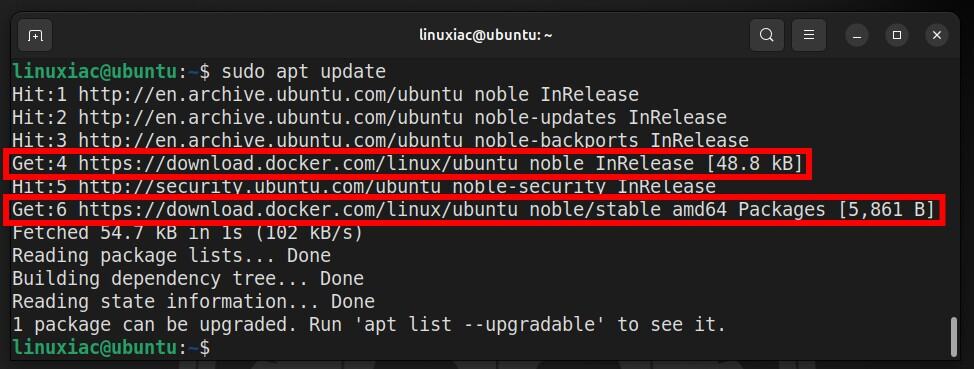 linuxiac@ubuntu: ~
linuxiac@ubuntu:~$ sudo apt update
Hit:1 http://en.archive.ubuntu.com/ubuntu noble InRelease
Hit:2 http://en.archive.ubuntu.com/ubuntu noble-updates InRelease
Hit:3 http://en.archive.ubuntu.com/ubuntu noble-backports InRelease
Get:4 https://download.docker.com/linux/ubuntu noble InRelease [48.8 kB]
Hit:5 http://security.ubuntu.com/ubuntu noble-security InRelease
Get:6 https://download.docker.com/linux/ubuntu noble/stable amd64 Packages [5,861 B]
Fetched 54.7 kB in 1s (102 kB/s)
Reading package lists... Done
Building dependency tree... Done
Reading state information... Done
1 package can be upgraded. Run 'apt list --upgradable' to see it.
linuxiac@ubuntu:~$